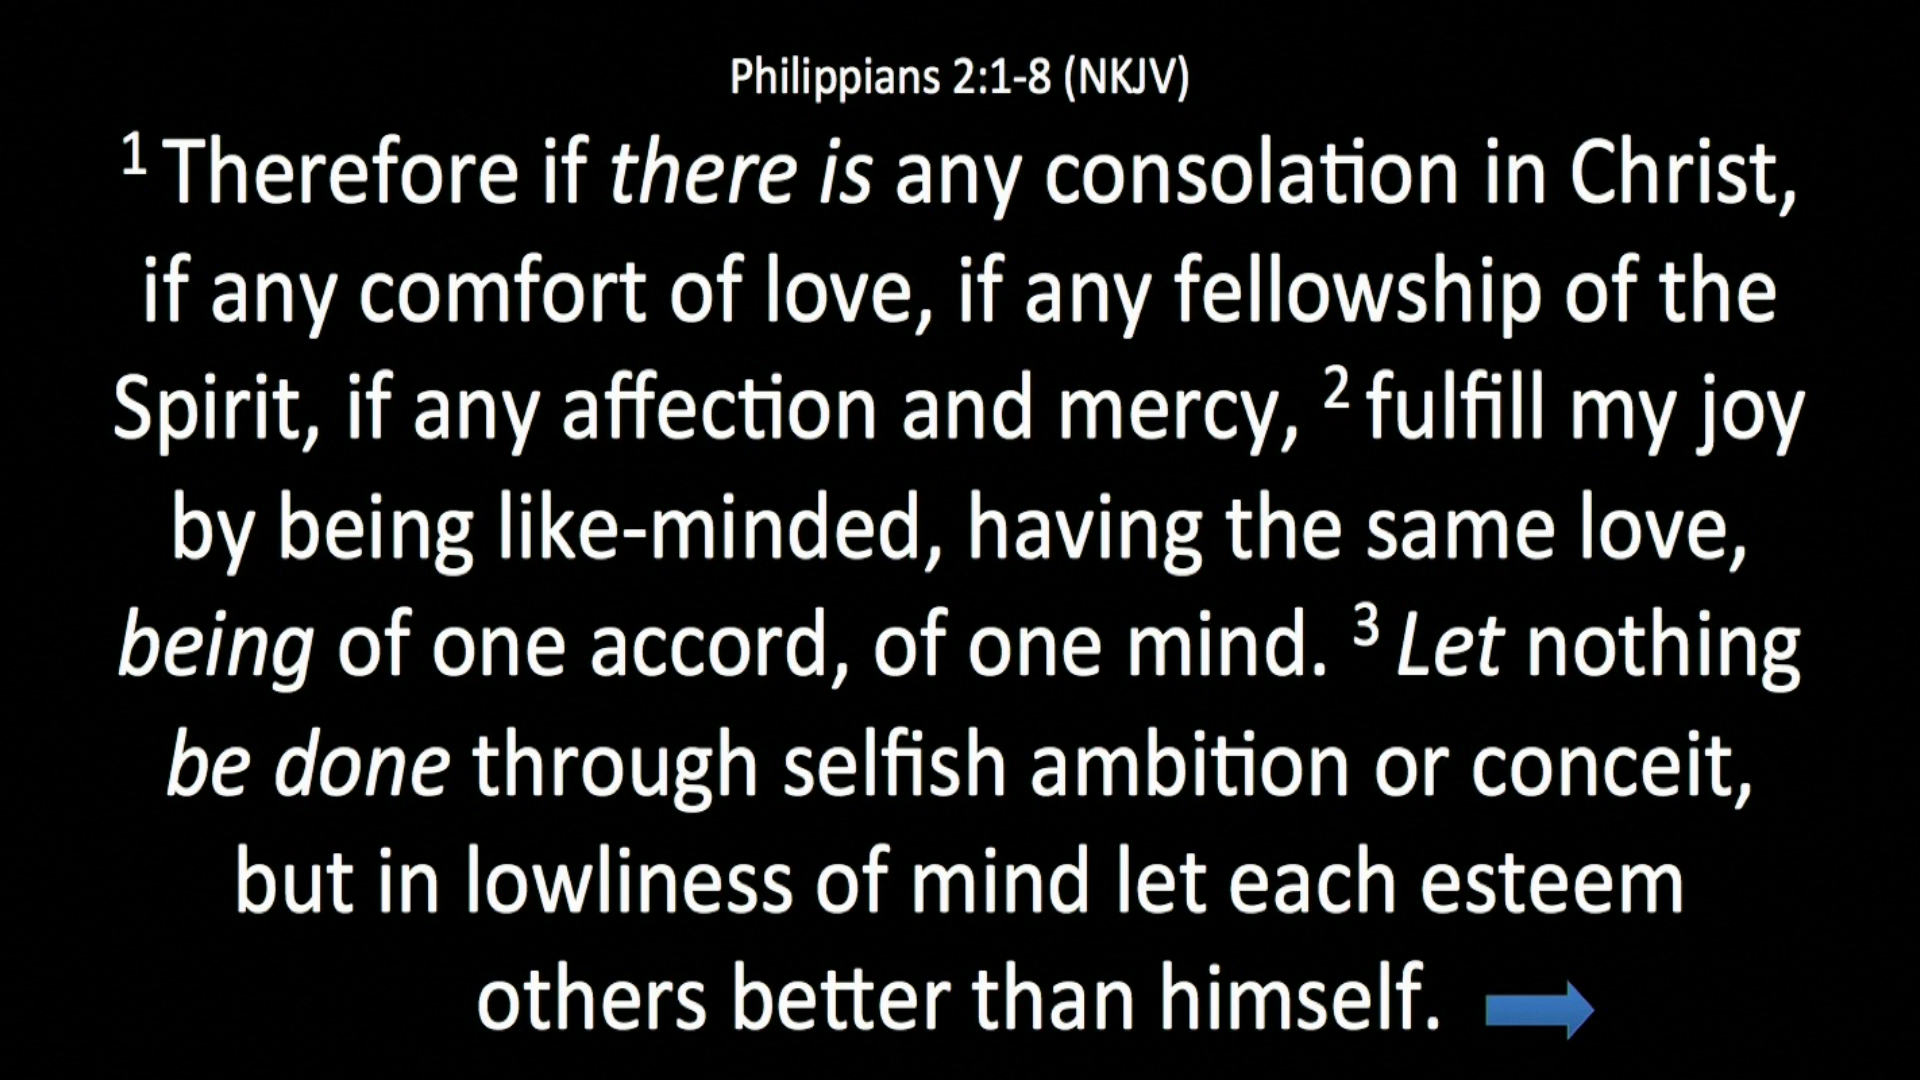 Philippians 2:1-8 (NKJV)
1 Therefore if there is any consolation in Christ,
if any comfort of love, if any fellowship of the
Spirit, if any affection and mercy, 2 fulfill my joy
by being like-minded, having the same love,
being of one accord, of one mind. 3 Let nothing
be done through selfish ambition or conceit,
but in lowliness of mind let each esteem
others better than himself.